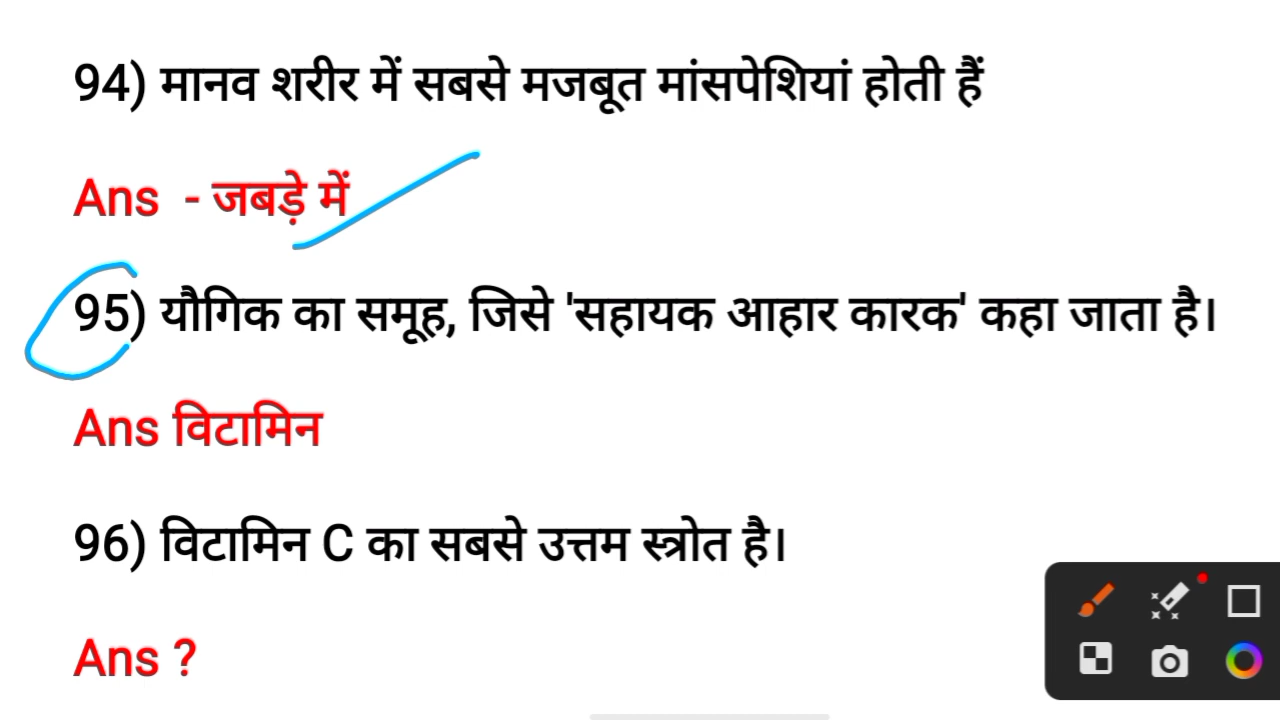 94) मानव शरीर में सबसे मजबूत मांसपेशियां होती हैं
Ans - जबड़े में
95) यौगिक का समूह, जिसे 'सहायक आहार कारक' कहा जाता है।
Ans विटामिन
96) विटामिन C का सबसे उत्तम स्त्रोत है।
Ans ?